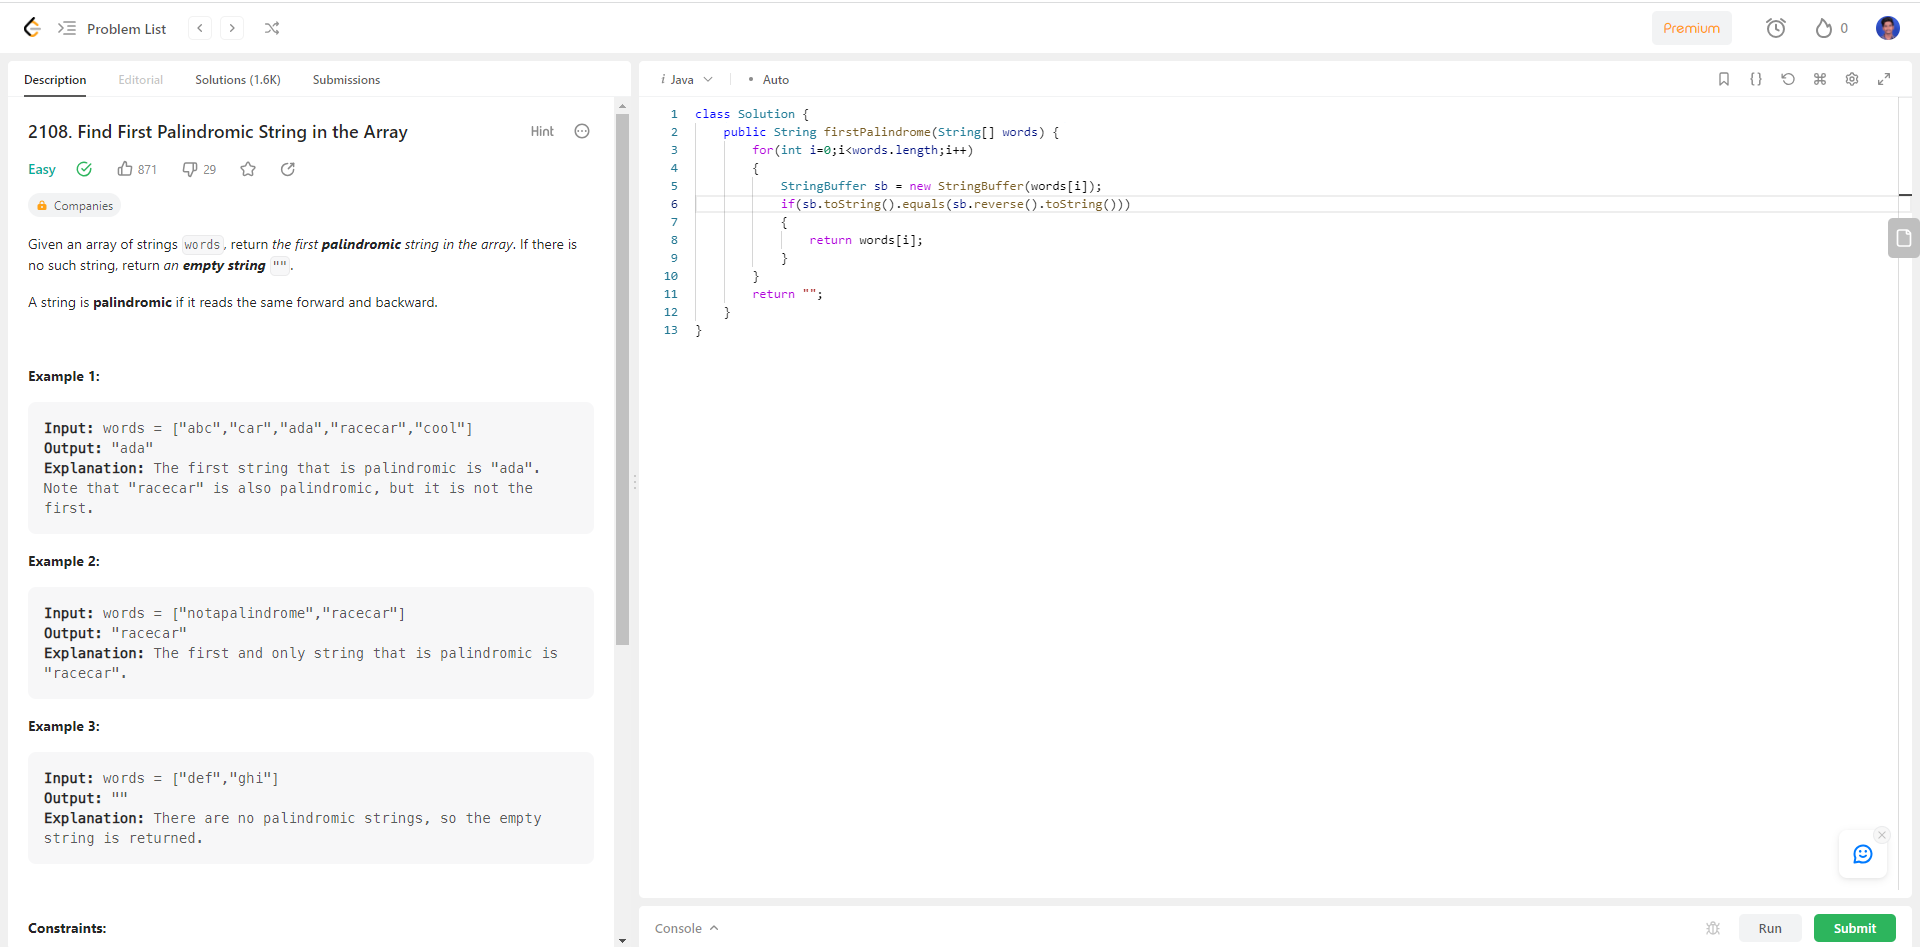 Problem List
Premium
0
Description Editorial Solutions (1.6K) Submissions
2108. Find First Palindromic String in the Array
Hint
Easy 871 29
Companies
Given an array of strings words, return the first palindromic string in the array. If there is
no such string, return an empty string "".
A string is palindromic if it reads the same forward and backward.
Example 1:
Input: words = ["abc","car","ada","racecar","cool"]
Output: "ada"
Explanation: The first string that is palindromic is "ada".
Note that "racecar" is also palindromic, but it is not the
first.
Example 2:
Input: words = ["notapalindrome","racecar"]
Output: "racecar"
Explanation: The first and only string that is palindromic is
"racecar".
Example 3:
Input: words = ["def","ghi"]
Output: ""
Explanation: There are no palindromic strings, so the empty
string is returned.
Constraints:
i Java • Auto
1 class Solution {
2     public String firstPalindrome(String[] words) {
3         for(int i=0;i<words.length;i++)
4         {
5             StringBuffer sb = new StringBuffer(words[i]);
6             if(sb.toString().equals(sb.reverse().toString()))
7             {
8                 return words[i];
9             }
10         }
11         return "";
12     }
13 }
Console
Run
Submit